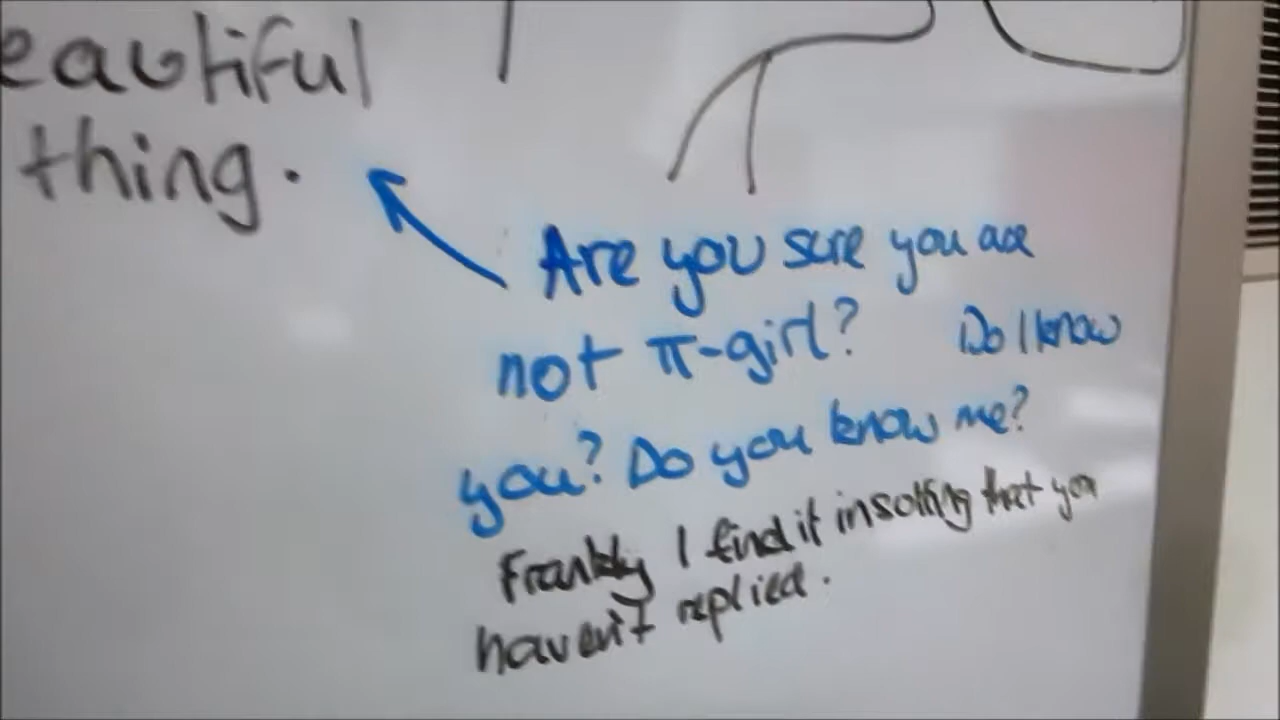 eautiful
thing.
Are you sure you are
not π-girl? Do I know
you? Do you know me?
Frankly I find it insolting that you
haven't replied.